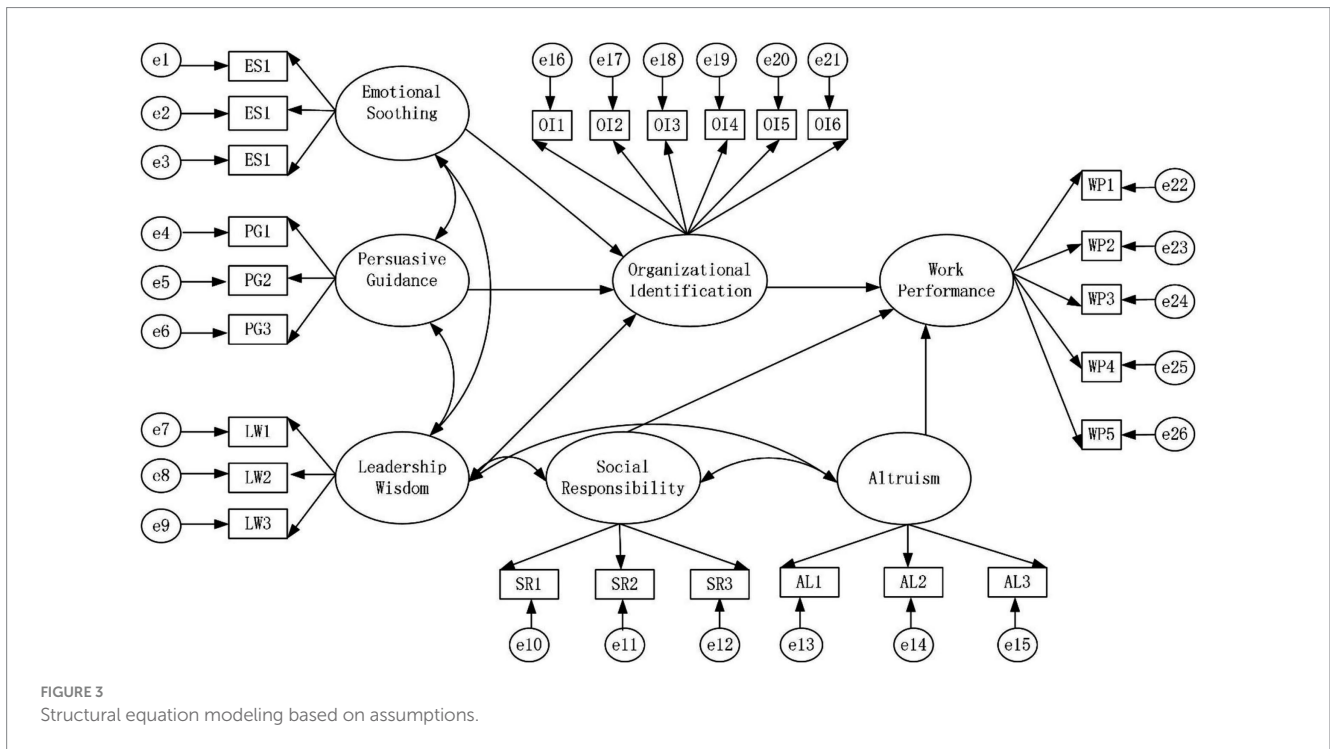 e1
ES1
e2
ES1
e3
ES1
Emotional
Soothing
e4
PG1
e5
PG2
e6
PG3
Persuasive
Guidance
e7
LW1
e8
LW2
e9
LW3
Leadership
Wisdom
e16
e17
e18
e19
e20
e21
OI1
OI2
OI3
OI4
OI5
OI6
Organizational
Identification
Work
Performance
WP1
e22
WP2
e23
WP3
e24
WP4
e25
WP5
e26
Social
Responsibility
Altruism
SR1
SR2
SR3
AL1
AL2
AL3
e10
e11
e12
e13
e14
e15
FIGURE 3
Structural equation modeling based on assumptions.